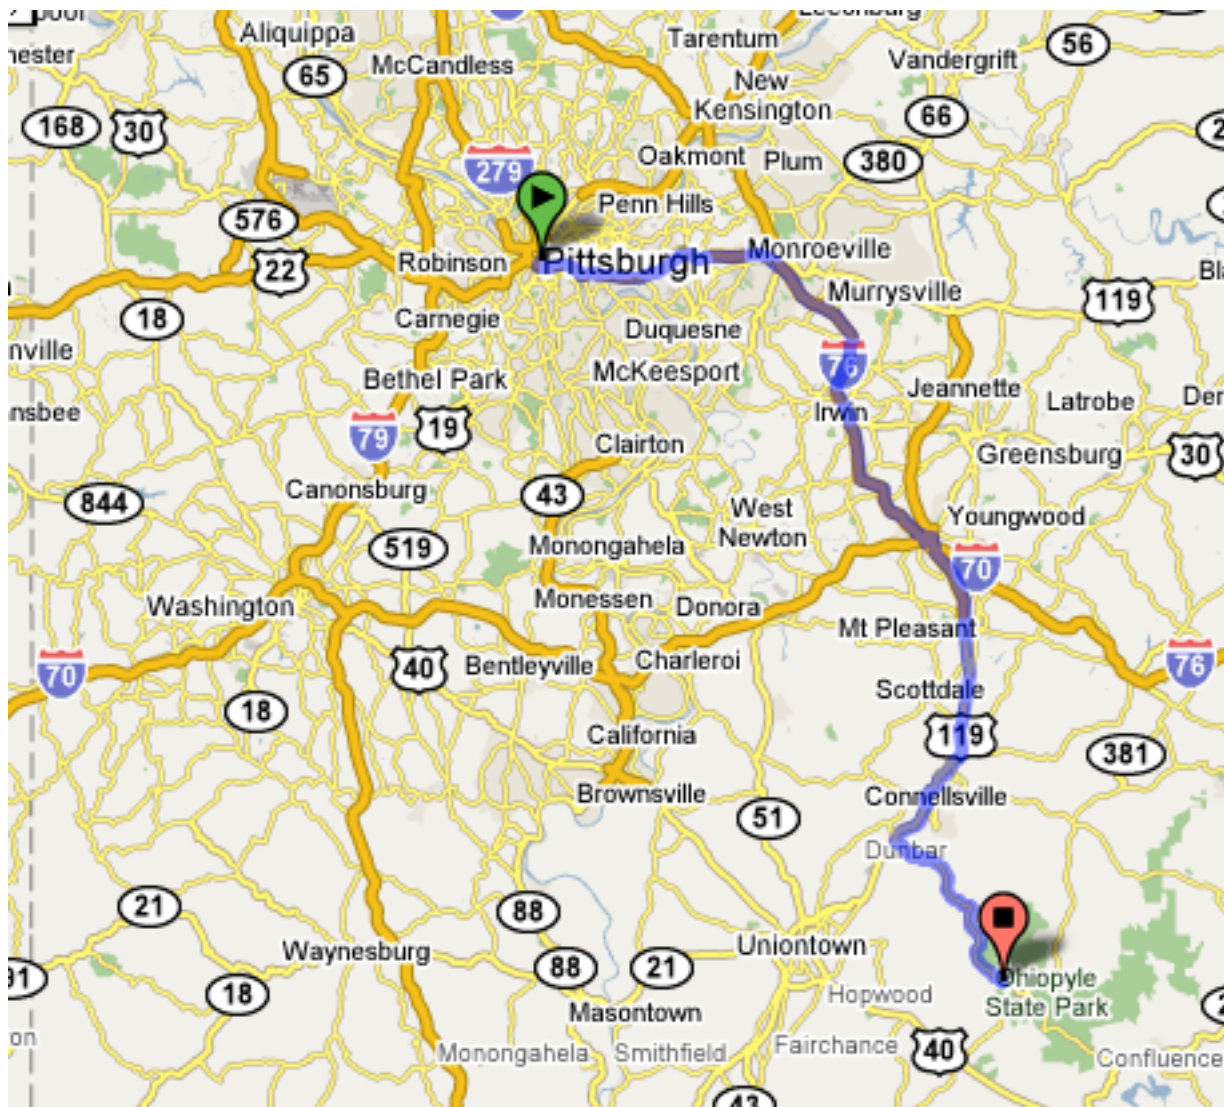 Aliquippa
Leechburg
Tarentum
56
Vandergrift
65
McCandless
New
Kensington
66
168
30
279
Oakmont
Plum
380
Penn Hills
576
22
Robinson
Pittsburgh
Monroeville
18
Carnegie
Murrysville
119
Duquesne
76
McKeesport
Bethel Park
Jeannette
Latrobe
Irwin
79
19
Clairton
Greensburg
30
Canonsburg
844
43
West
Newton
Youngwood
519
Monongahela
70
Washington
Monessen
Donora
Mt Pleasant
70
40
Bentleyville
Charleroi
76
Scottdale
18
California
119
381
Brownsville
Connellsville
51
Dunbar
21
88
Waynesburg
Uniontown
88
21
Ohiopyle
State Park
18
Hopwood
Masontown
Monongahela
Smithfield
Fairchance
40
Confluence
43